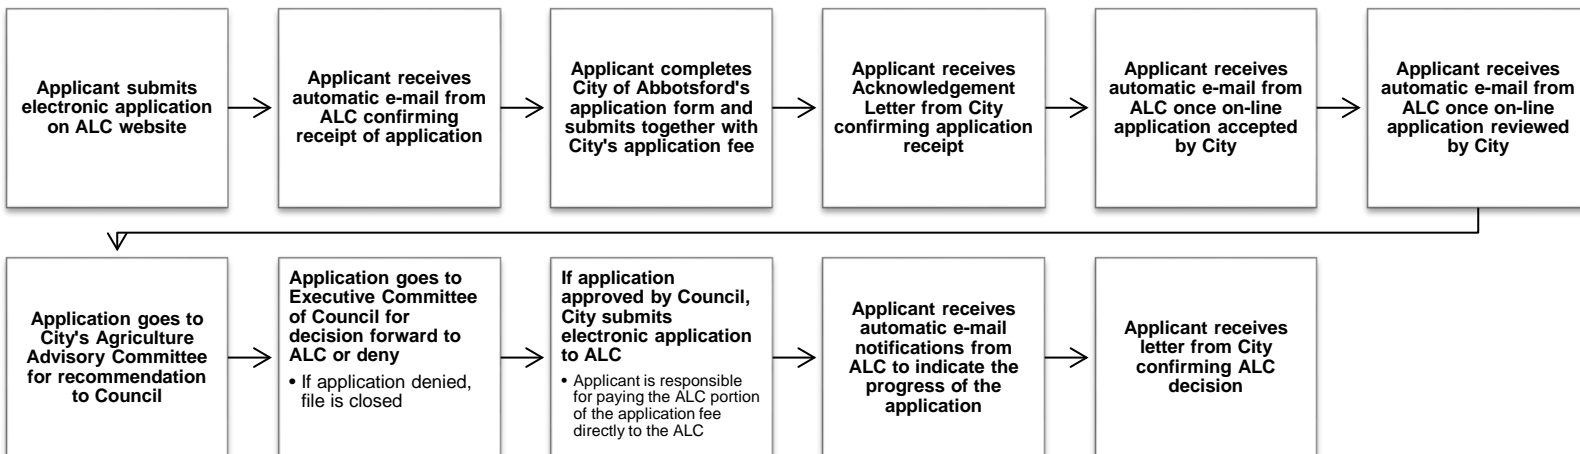 Applicant submits
electronic application
on ALC website
Applicant receives
automatic e-mail from
ALC confirming
receipt of application
Applicant completes
City of Abbotsford's
application form and
submits together with
City's application fee
Applicant receives
Acknowledgement
Letter from City
confirming application
receipt
Applicant receives
automatic e-mail from
ALC once on-line
application accepted
by City
Applicant receives
automatic e-mail from
ALC once on-line
application reviewed
by City
Application goes to
City's Agriculture
Advisory Committee
for recommendation
to Council
Application goes to
Executive Committee
of Council for
decision forward to
ALC or deny
• If application denied,
file is closed
If application
approved by Council,
City submits
electronic application
to ALC
• Applicant is responsible
for paying the ALC portion
of the application fee
directly to the ALC
Applicant receives
automatic e-mail
notifications from
ALC to indicate the
progress of the
application
Applicant receives
letter from City
confirming ALC
decision